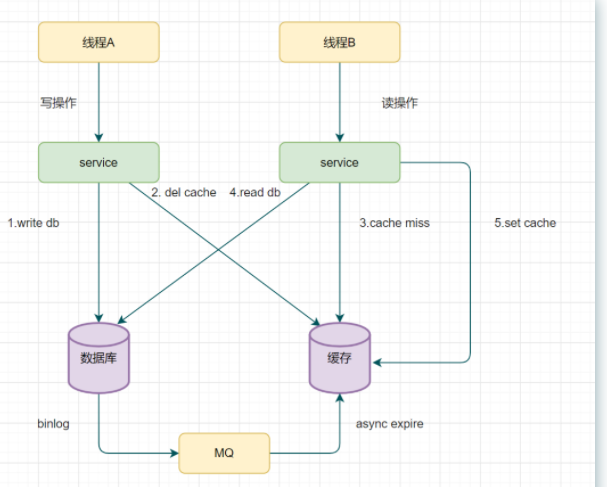 线程A
线程B
写操作
读操作
service
service
2. del cache
4.read db
1.write db
3.cache miss
5.set cache
数据库
缓存
binlog
async expire
MQ